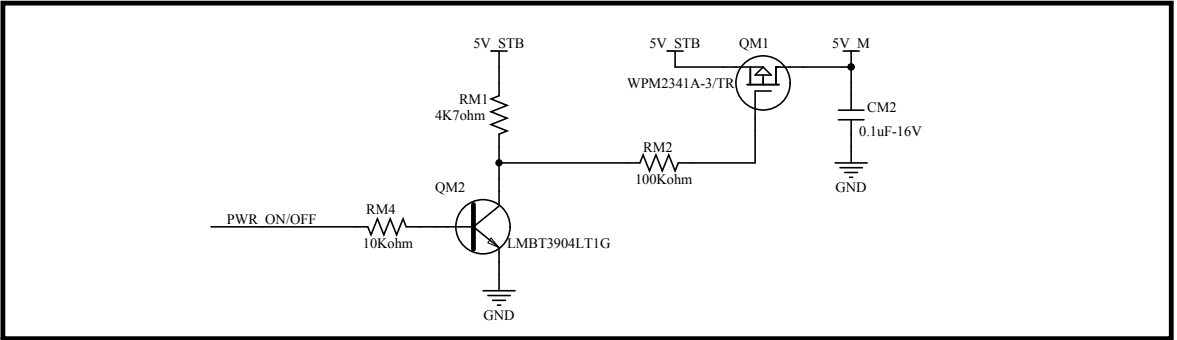 5V_STB
5V_STB
QM1
5V_M
WPM2341A-3/TR
RM1
4K7ohm
CM2
0.1uF-16V
RM2
100Kohm
GND
QM2
PWR_ON/OFF
RM4
10Kohm
LMBT3904LT1G
GND